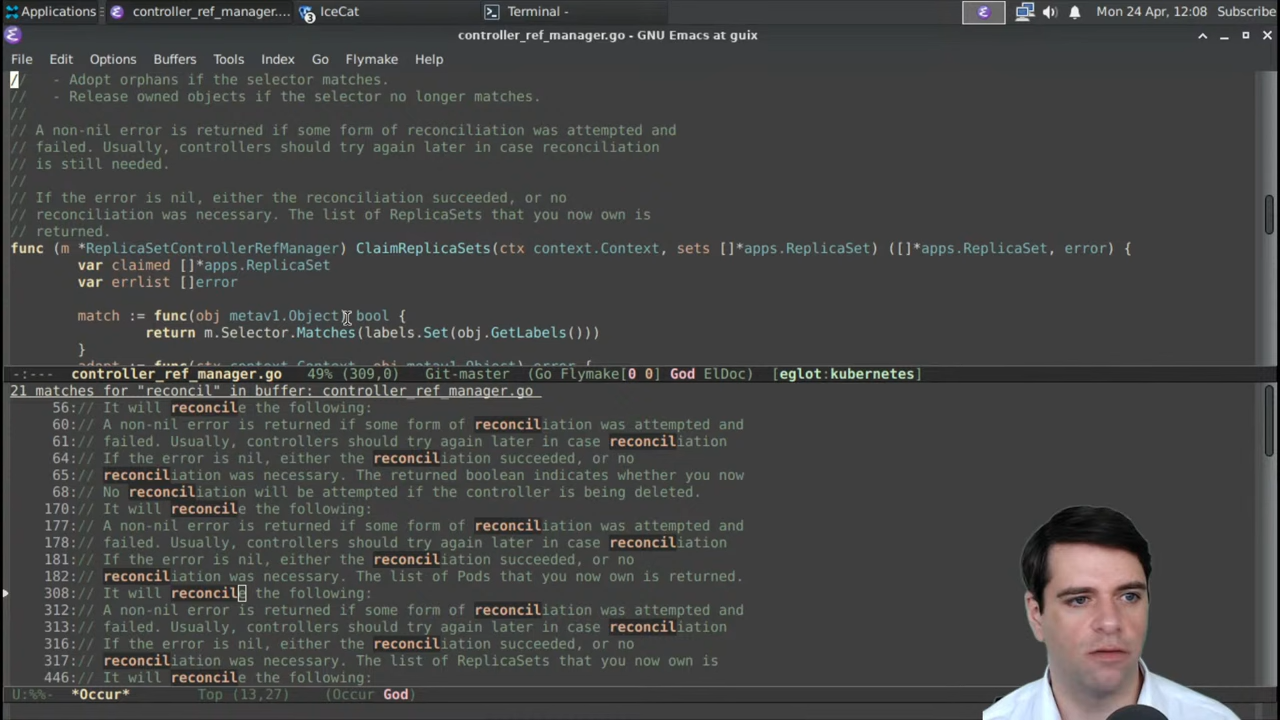 Applications controller_ref_manager.... IceCat Terminal - Mon 24 Apr, 12:08 Subscribe
controller_ref_manager.go - GNU Emacs at guix
File Edit Options Buffers Tools Index Go Flymake Help
//   - Adopt orphans if the selector matches.
//   - Release owned objects if the selector no longer matches.
//
// A non-nil error is returned if some form of reconciliation was attempted and
// failed. Usually, controllers should try again later in case reconciliation
// is still needed.
//
// If the error is nil, either the reconciliation succeeded, or no
// reconciliation was necessary. The list of ReplicaSets that you now own is
// returned.
func (m *ReplicaSetControllerRefManager) ClaimReplicaSets(ctx context.Context, sets []*apps.ReplicaSet) ([]*apps.ReplicaSet, error) {
var claimed []*apps.ReplicaSet
var errlist []error
match := func(obj metav1.Object) bool {
return m.Selector.Matches(labels.Set(obj.GetLabels()))
}
adopt := func(ctx context.Context, obj metav1.Object) error {
-:--- controller_ref_manager.go 49% (309,0) Git-master (Go Flymake[0 0] God ElDoc) [eglot:kubernetes]
21 matches for "reconcil" in buffer: controller_ref_manager.go
56:// It will reconcile the following:
60:// A non-nil error is returned if some form of reconciliation was attempted and
61:// failed. Usually, controllers should try again later in case reconciliation
64:// If the error is nil, either the reconciliation succeeded, or no
65:// reconciliation was necessary. The returned boolean indicates whether you now
68:// No reconciliation will be attempted if the controller is being deleted.
170:// It will reconcile the following:
177:// A non-nil error is returned if some form of reconciliation was attempted and
178:// failed. Usually, controllers should try again later in case reconciliation
181:// If the error is nil, either the reconciliation succeeded, or no
182:// reconciliation was necessary. The list of Pods that you now own is returned.
308:// It will reconcile the following:
312:// A non-nil error is returned if some form of reconciliation was attempted and
313:// failed. Usually, controllers should try again later in case reconciliation
316:// If the error is nil, either the reconciliation succeeded, or no
317:// reconciliation was necessary. The list of ReplicaSets that you now own is
446:// It will reconcile the following:
U:%%- *Occur* Top (13,27) (Occur God)